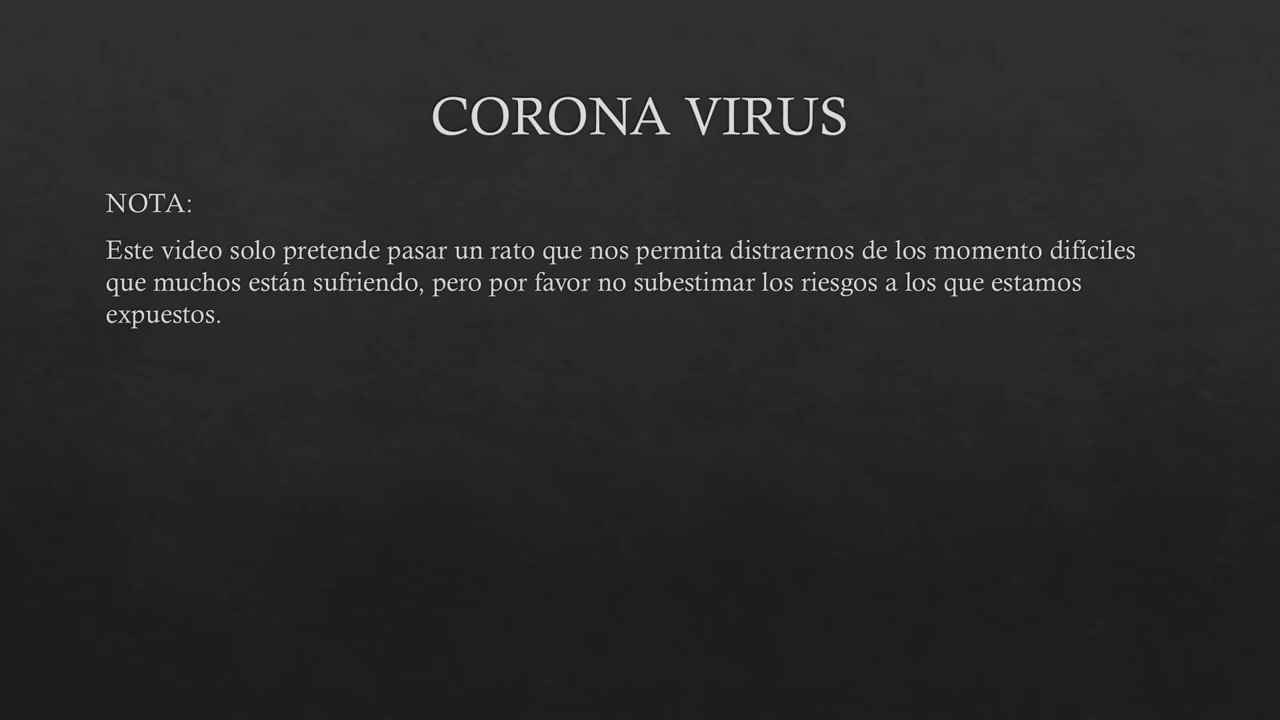 CORONA VIRUS
NOTA:
Este video solo pretende pasar un rato que nos permita distraernos de los momento difíciles
que muchos están sufriendo, pero por favor no subestimar los riesgos a los que estamos
expuestos.